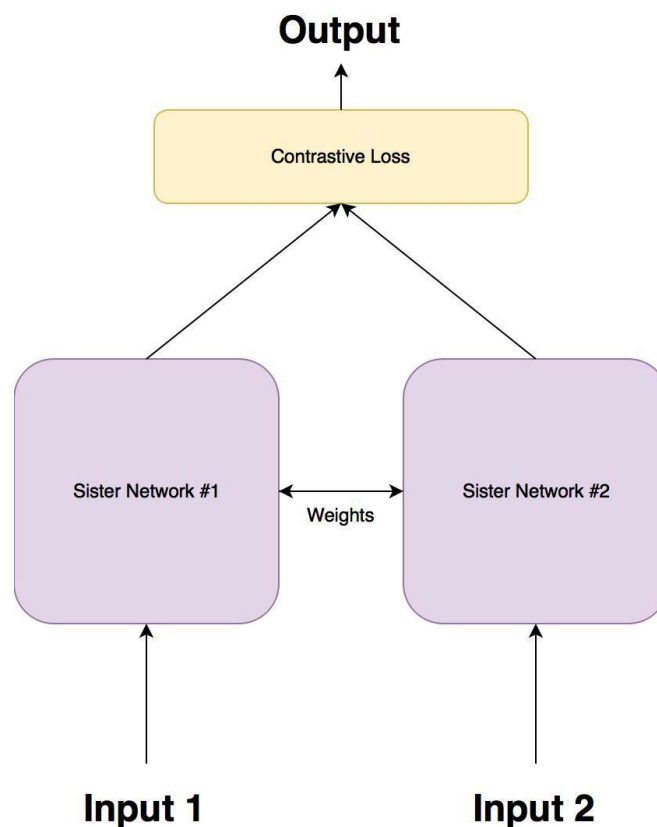 Output
Contrastive Loss
Sister Network #1
Sister Network #2
Weights
Input 1
Input 2